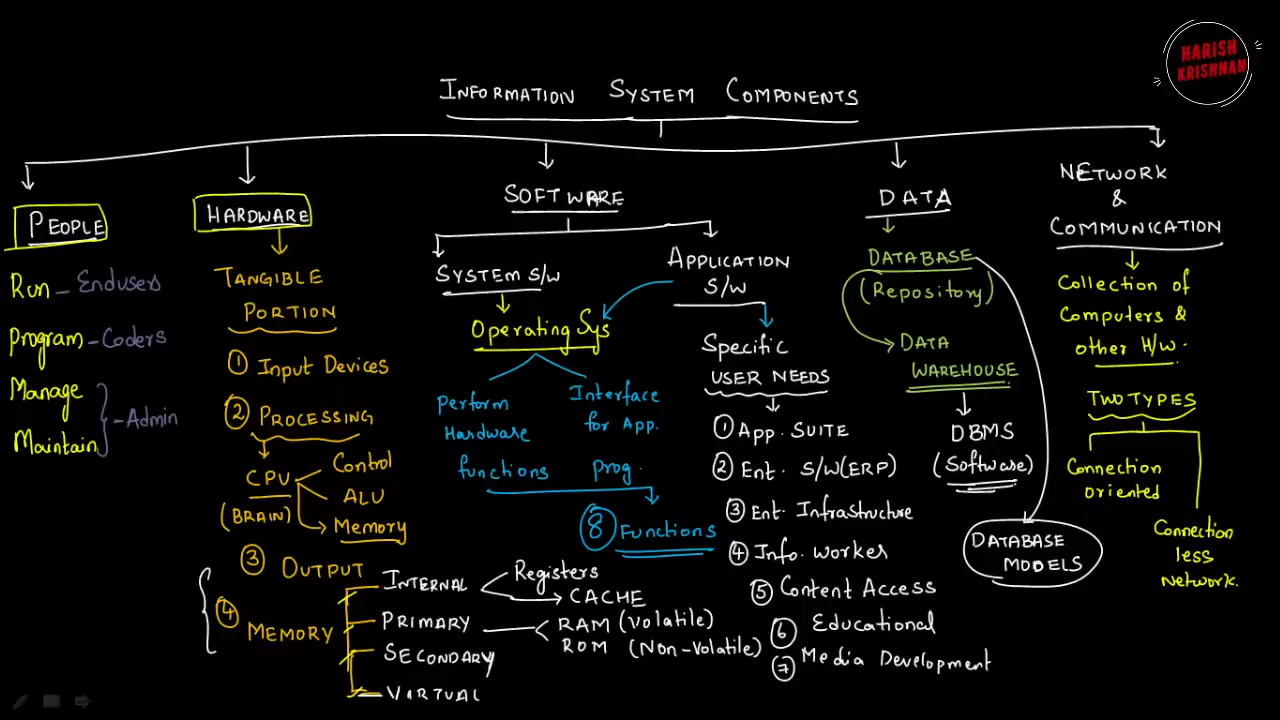 HARISH
KRISHNAN
INFORMATION SYSTEM COMPONENTS
PEOPLE
Run - Endusers
Program - Coders
Manage
Maintain
- Admin
HARDWARE
TANGIBLE
PORTION
① Input Devices
② PROCESSING
CPU
(BRAIN)
Control
ALU
Memory
③ OUTPUT
④ MEMORY
INTERNAL
Registers
CACHE
PRIMARY
RAM (Volatile)
ROM (Non-Volatile)
SECONDARY
VIRTUAL
SOFTWARE
SYSTEM S/W
Operating Sys
Perform
Hardware
functions
Interface
for App.
prog.
⑧ Functions
APPLICATION
S/W
Specific
USER NEEDS
① App. SUITE
② Ent. S/W (ERP)
③ Ent. Infrastructure
④ Info. worker
⑤ Content Access
⑥ Educational
⑦ Media Development
DATA
DATABASE
(Repository)
DATA
WAREHOUSE
DBMS
(Software)
DATABASE
MODELS
NETWORK
&
COMMUNICATION
Collection of
Computers &
other H/W.
TWO TYPES
Connection
oriented
Connection
less
Network.